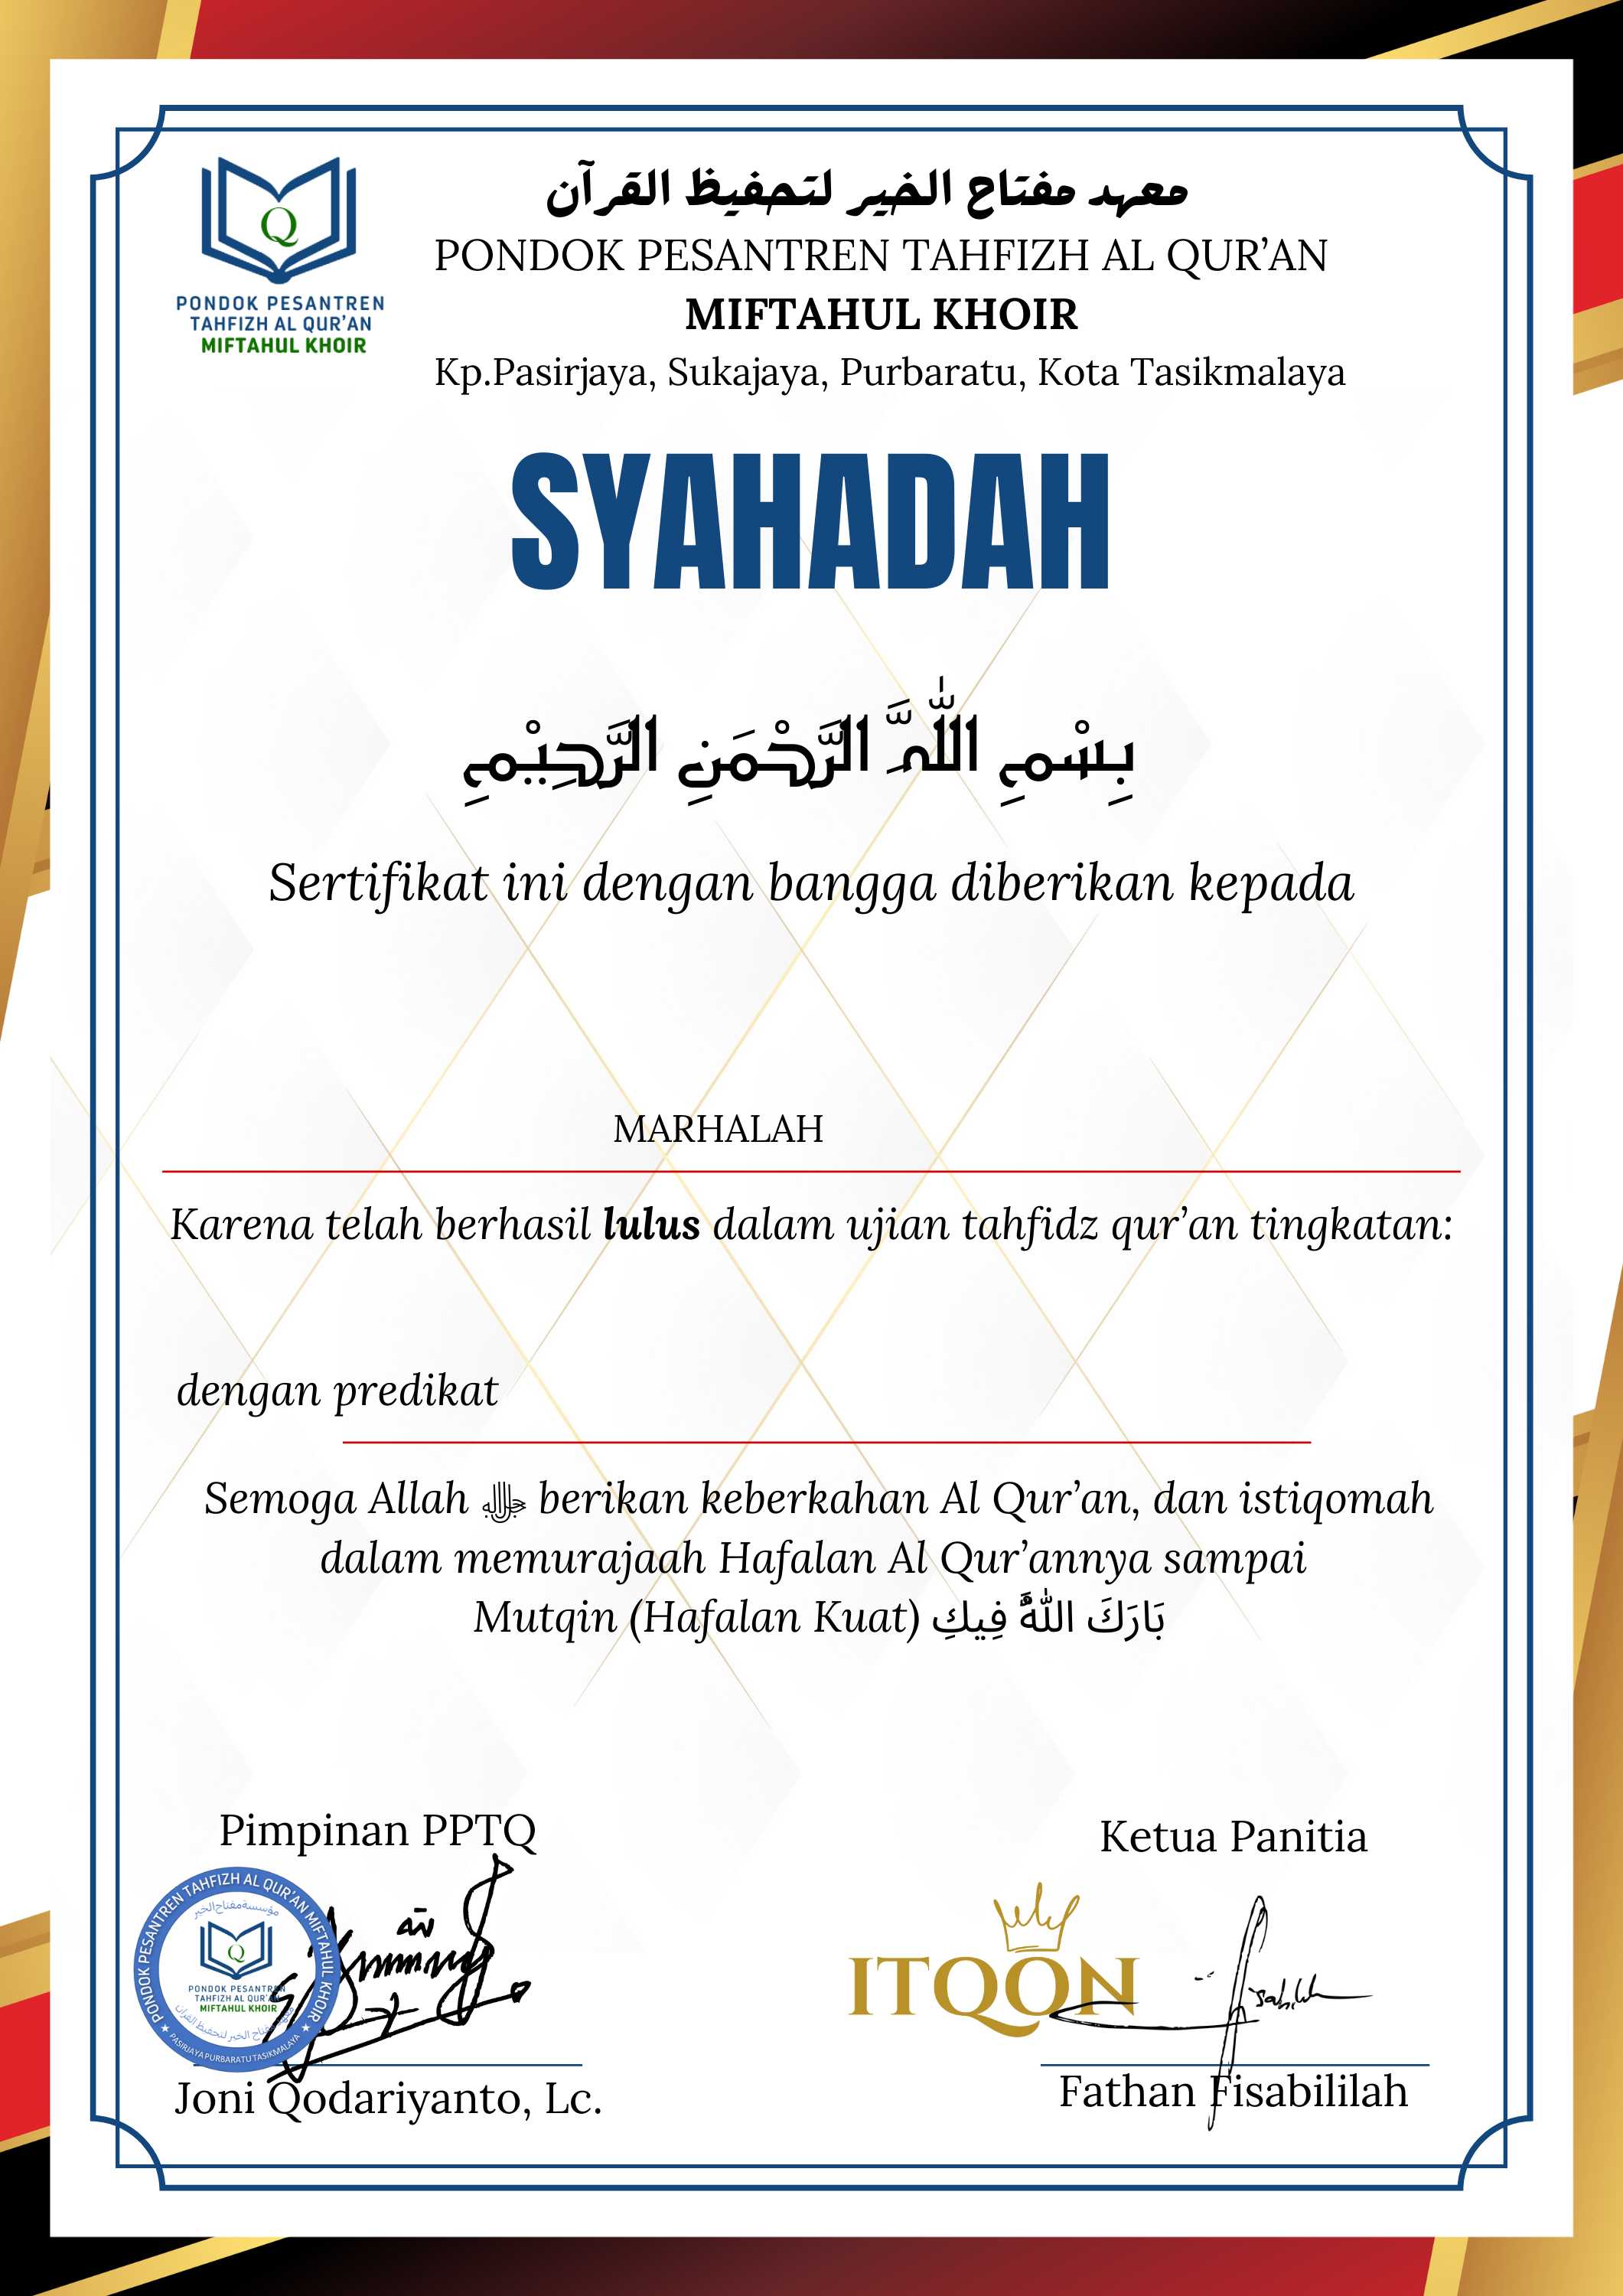 PONDOK PESANTREN
TAHFIZH AL QUR’AN
MIFTAHUL KHOIR
معهد مفتاح الخير لتحفيظ القرآن
PONDOK PESANTREN TAHFIZH AL QUR’AN
MIFTAHUL KHOIR
Kp.Pasirjaya, Sukajaya, Purbaratu, Kota Tasikmalaya
SYAHADAH
بِسْمِ اللّٰهَِّ الرَّحْمَنِ الرَّحِيْمِ
Sertifikat ini dengan bangga diberikan kepada
MARHALAH
Karena telah berhasil lulus dalam ujian tahfidz qur’an tingkatan:
dengan predikat
Semoga Allah ﷻ berikan keberkahan Al Qur’an, dan istiqomah
dalam memurajaah Hafalan Al Qur’annya sampai
Mutqin (Hafalan Kuat) بَارَكَ اللّٰهُ فِيكِ
Pimpinan PPTQ
Ketua Panitia
PONDOK PESANTREN TAHFIZH AL QUR’AN MIFTAHUL KHOIR
مؤسسة مفتاح الخير
PONDOK PESANTREN
TAHFIZH AL QUR’AN
MIFTAHUL KHOIR
معهد مفتاح الخير لتحفيظ القران
PASIRJAYA PURBARATU TASIKMALAYA
ITQON
Joni Qodariyanto, Lc.
Fathan Fisabililah